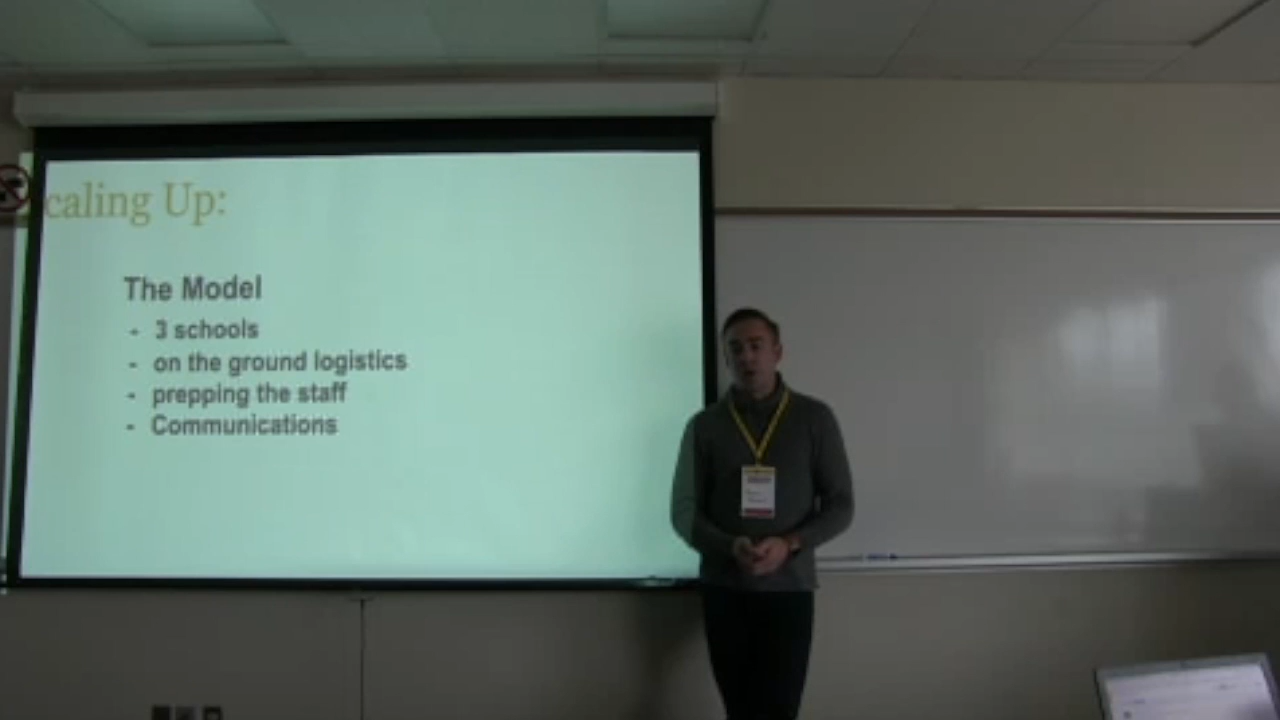 caling Up:
The Model
- 3 schools
- on the ground logistics
- prepping the staff
- Communications